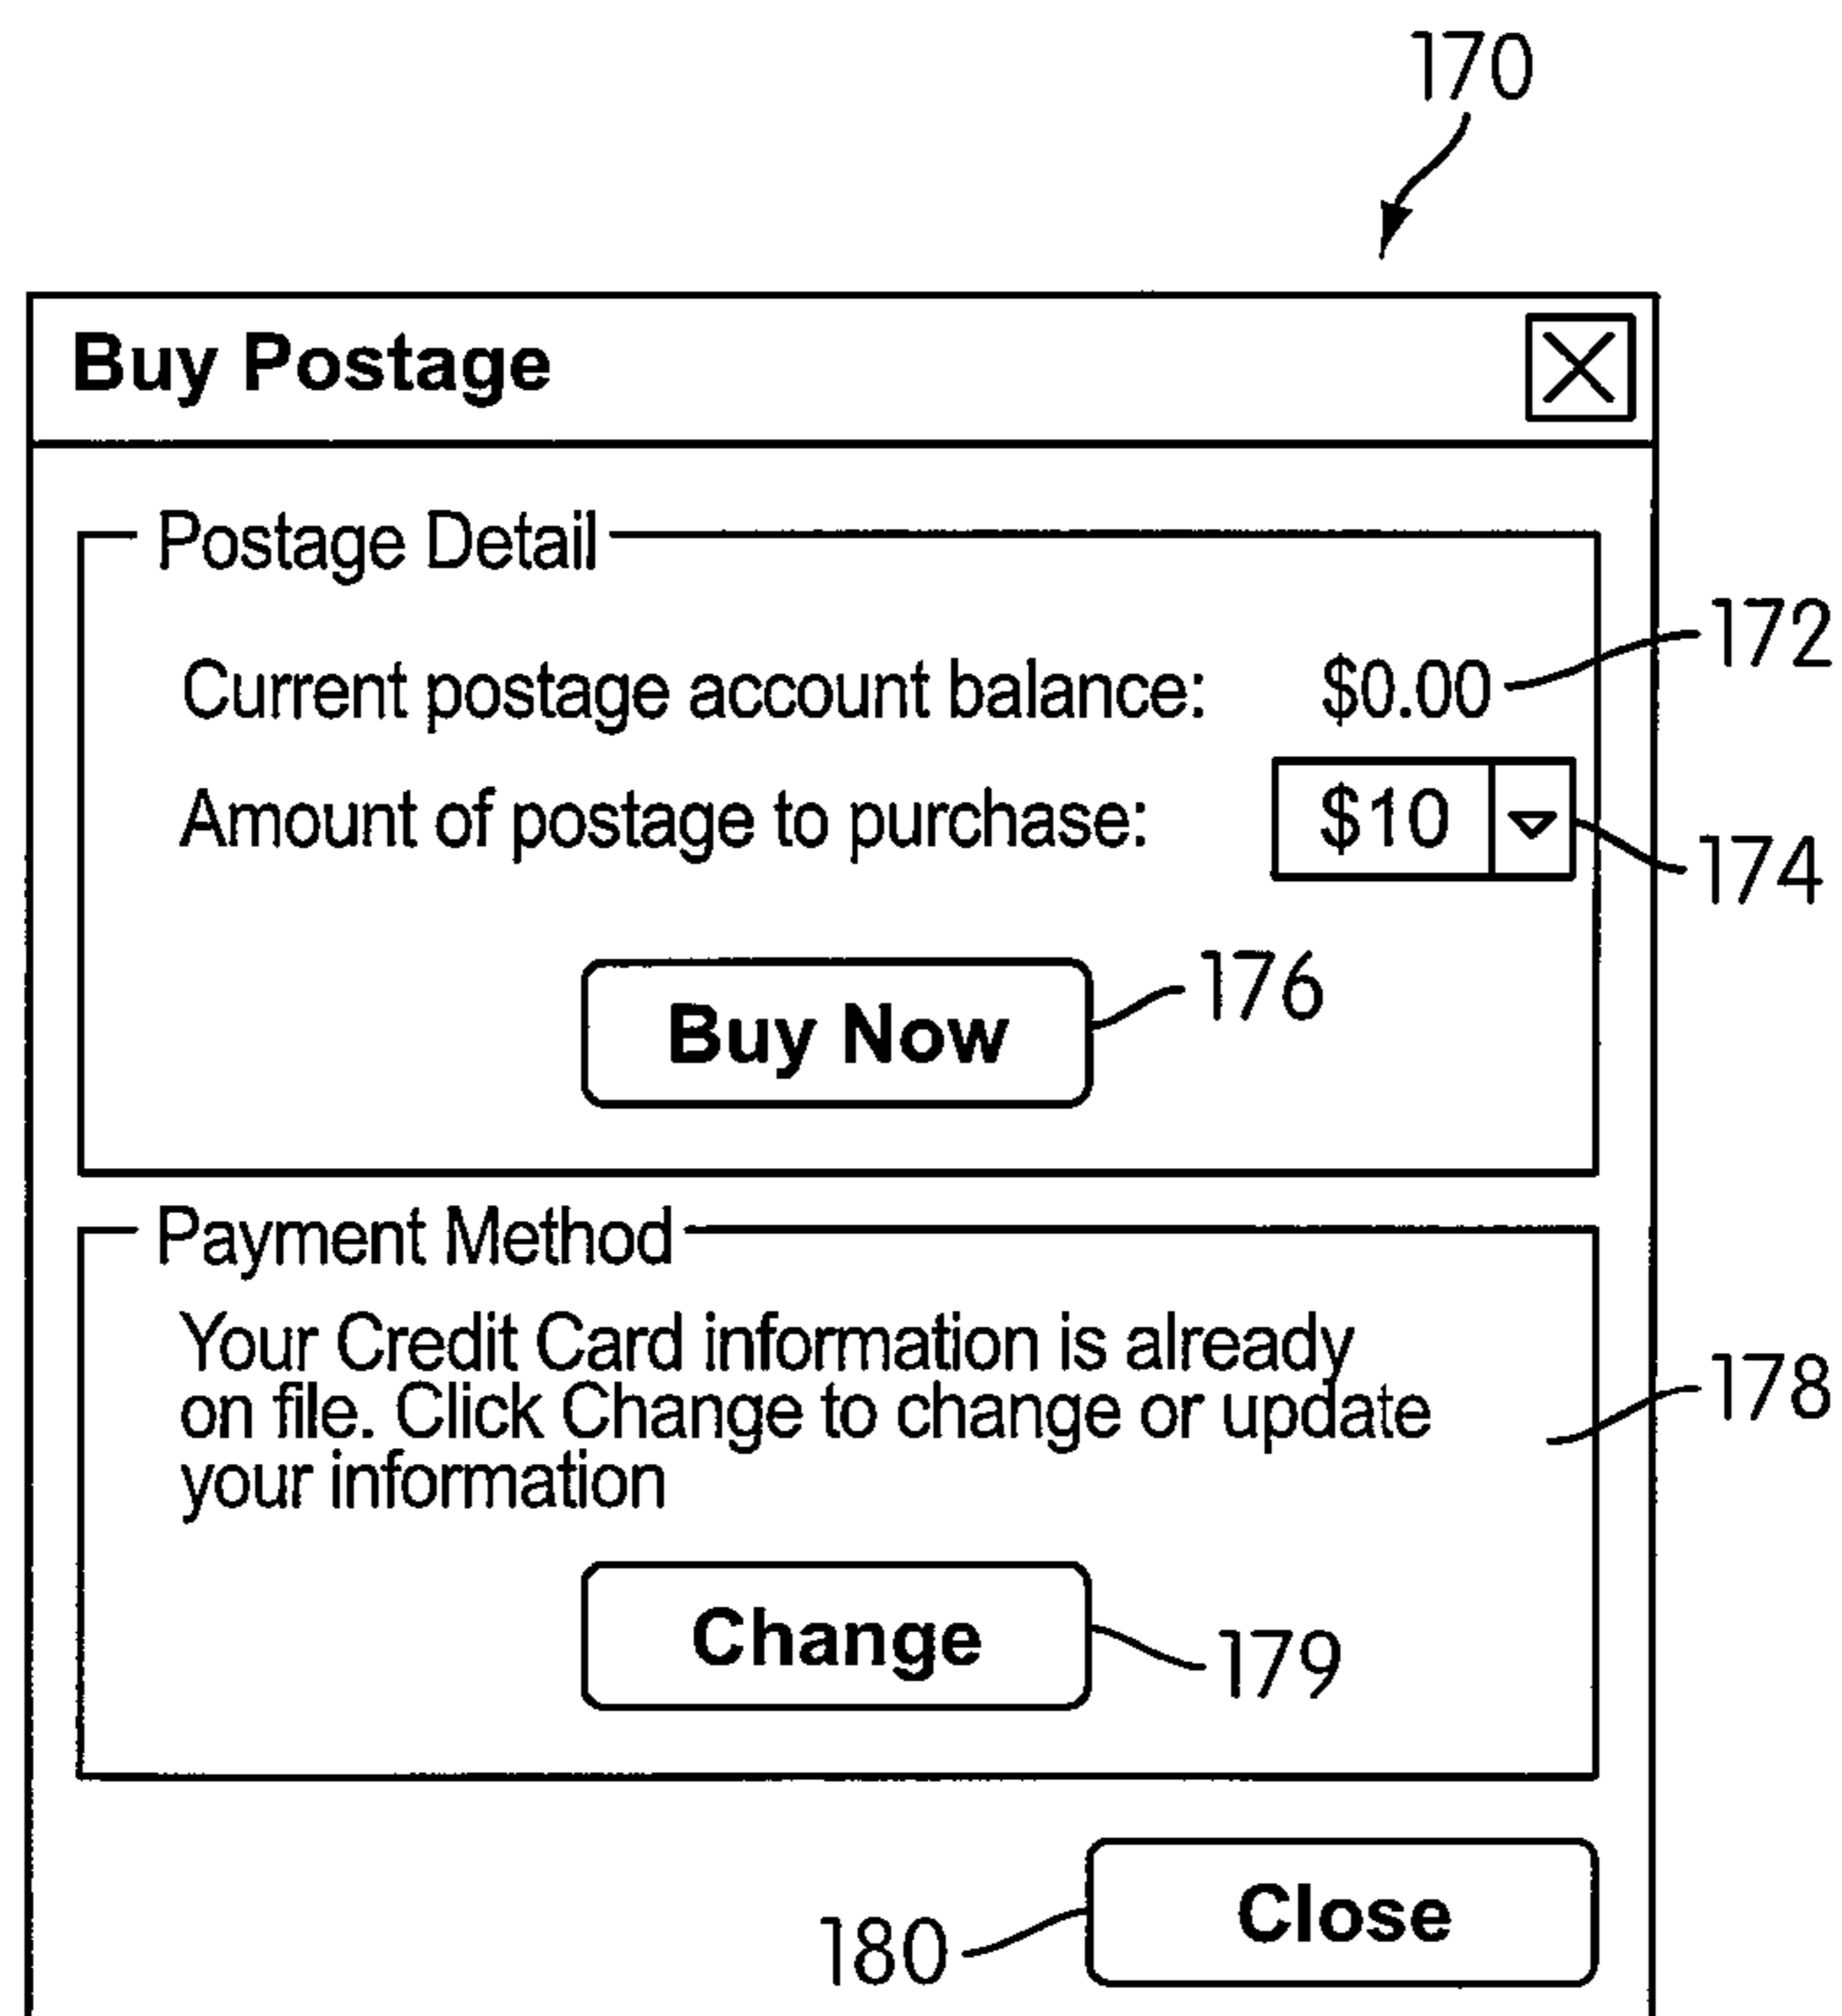 170
Buy Postage
Postage Detail
Current postage account balance: $0.00
172
Amount of postage to purchase: $10
174
Buy Now
176
Payment Method
Your Credit Card information is already
on file. Click Change to change or update
your information
178
Change
179
Close
180